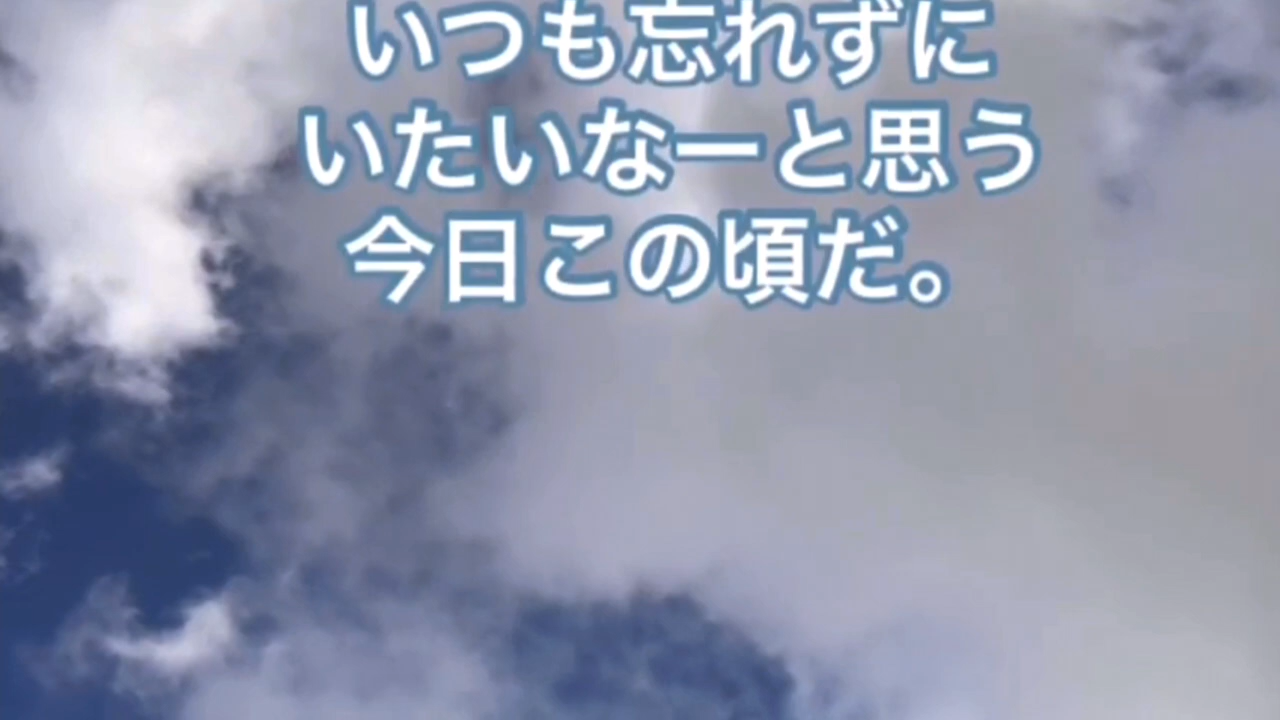 いつも忘れずに
いたいなーと思う
今日この頃だ。